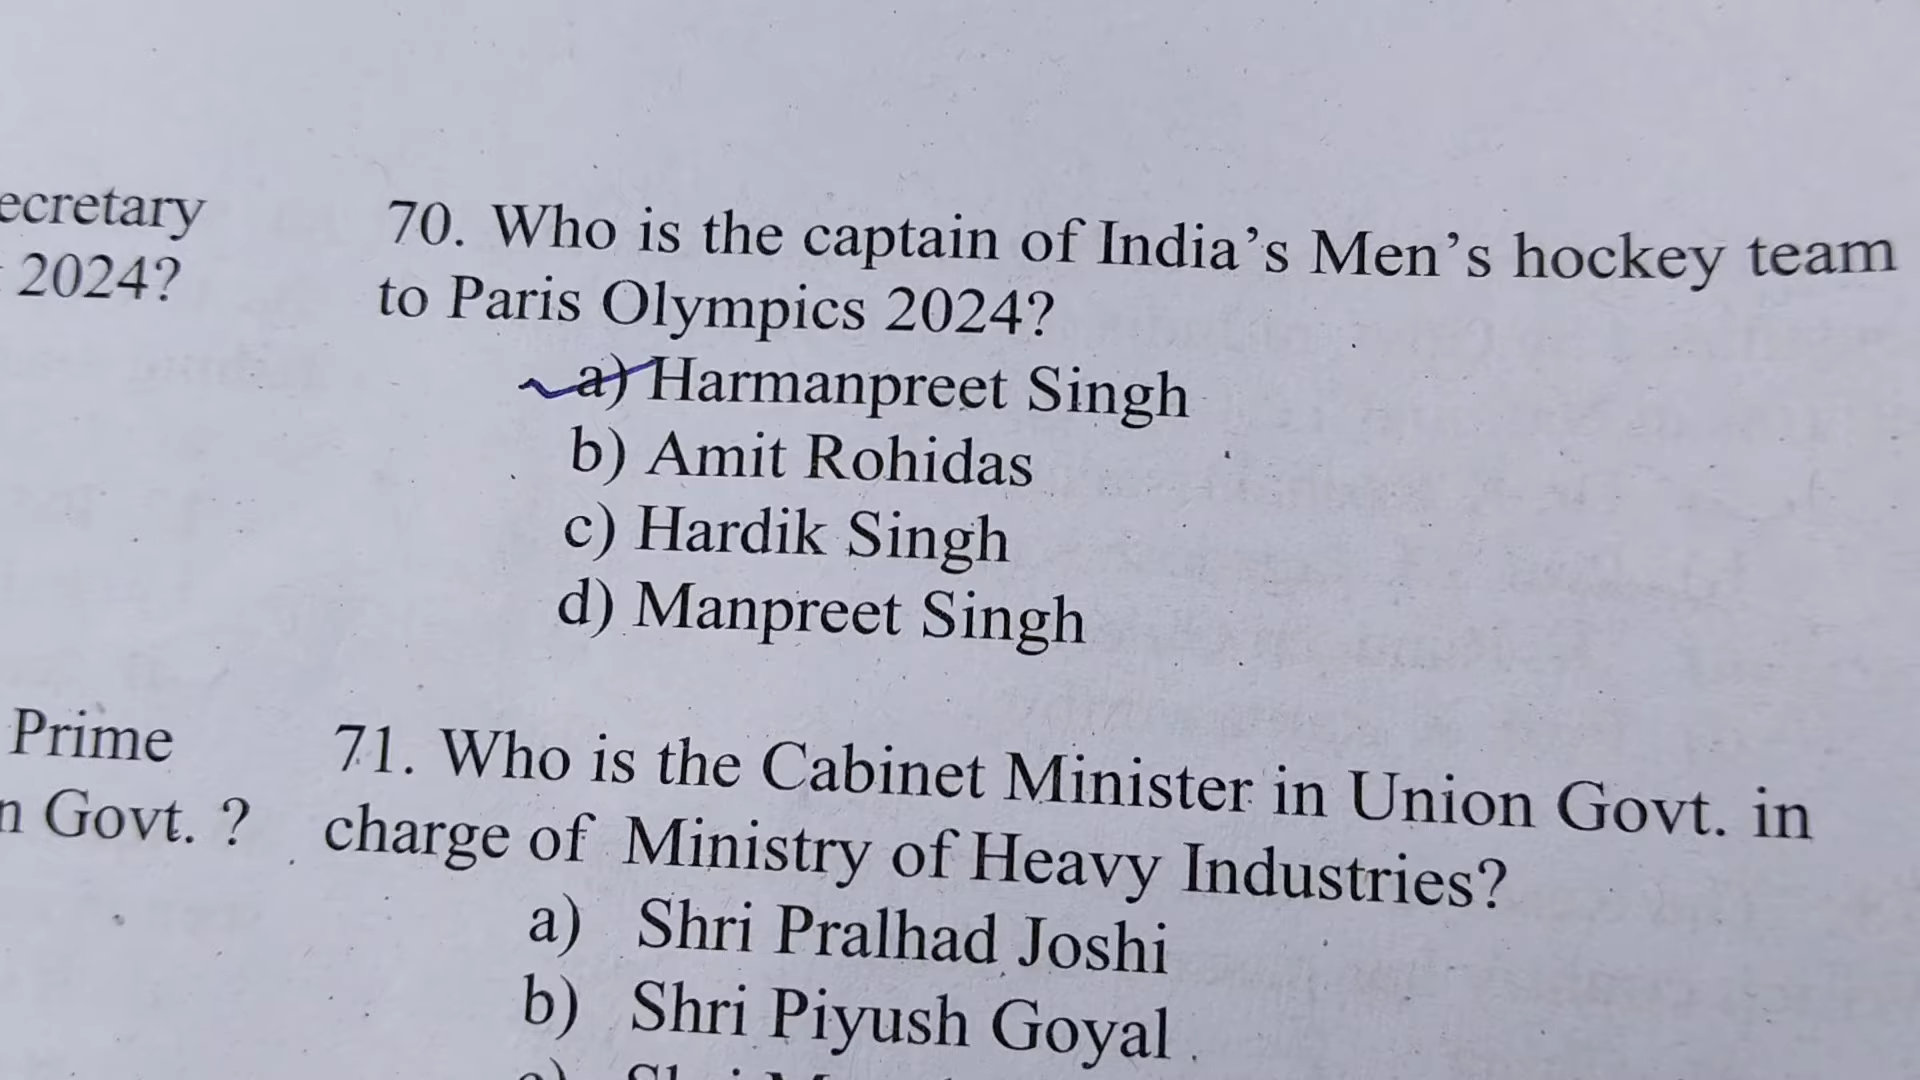 ecretary
2024?
70. Who is the captain of India's Men's hockey team
to Paris Olympics 2024?
a) Harmanpreet Singh
b) Amit Rohidas
c) Hardik Singh
d) Manpreet Singh
Prime
n Govt. ?
71. Who is the Cabinet Minister in Union Govt. in
charge of Ministry of Heavy Industries?
a) Shri Pralhad Joshi
b) Shri Piyush Goyal